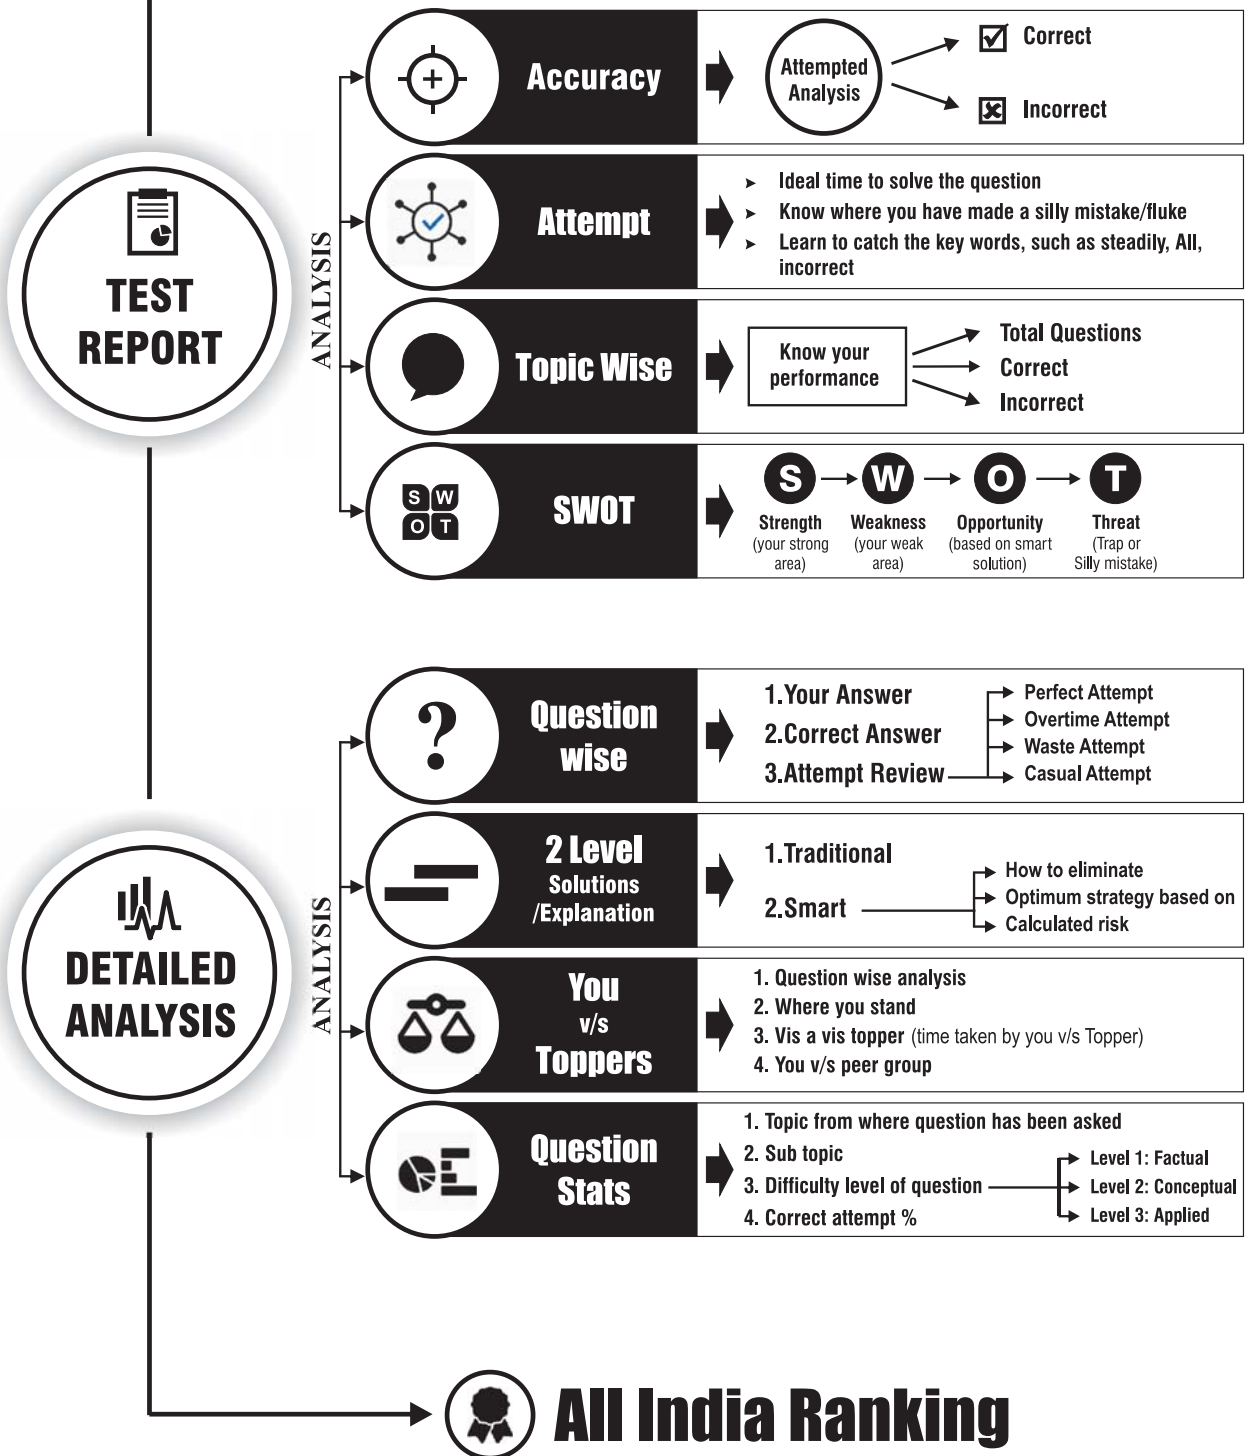 TEST
REPORT
ANALYSIS
Accuracy
Attempted
Analysis
Correct
Incorrect
Attempt
➤ Ideal time to solve the question
➤ Know where you have made a silly mistake/fluke
➤ Learn to catch the key words, such as steadily, All,
incorrect
Topic Wise
Know your
performance
Total Questions
Correct
Incorrect
S W
O T
SWOT
S W O T
Strength Weakness Opportunity Threat
(your strong (your weak (based on smart (Trap or
area) area) solution) Silly mistake)
DETAILED
ANALYSIS
ANALYSIS
?
Question
wise
1.Your Answer
2.Correct Answer
3.Attempt Review
Perfect Attempt
Overtime Attempt
Waste Attempt
Casual Attempt
2 Level
Solutions
/Explanation
1.Traditional
2.Smart
How to eliminate
Optimum strategy based on
Calculated risk
You
v/s
Toppers
1. Question wise analysis
2. Where you stand
3. Vis a vis topper (time taken by you v/s Topper)
4. You v/s peer group
Question
Stats
1. Topic from where question has been asked
2. Sub topic
3. Difficulty level of question
4. Correct attempt %
Level 1: Factual
Level 2: Conceptual
Level 3: Applied
All India Ranking